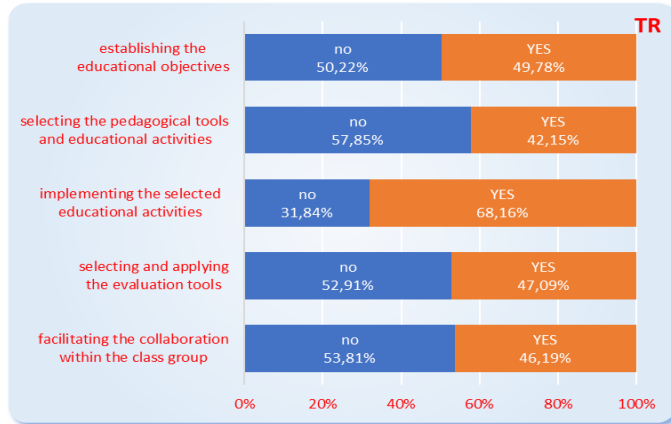 TR
establishing the
educational objectives
no
50,22%
YES
49,78%
selecting the pedagogical tools
and educational activities
no
57,85%
YES
42,15%
implementing the selected
educational activities
no
31,84%
YES
68,16%
selecting and applying
the evaluation tools
no
52,91%
YES
47,09%
facilitating the collaboration
within the class group
no
53,81%
YES
46,19%
0% 20% 40% 60% 80% 100%